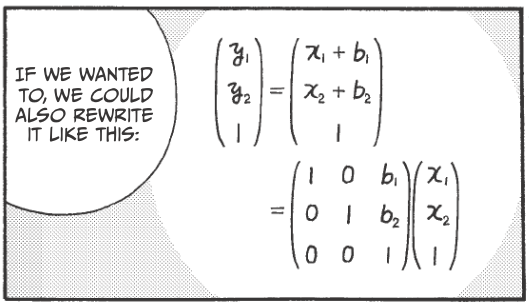 IF WE WANTED
TO, WE COULD
ALSO REWRITE
IT LIKE THIS:
(y₁)   (x₁ + b₁)
(y₂) = (x₂ + b₂)
(1)   (1)
= (1 0 b₁)(x₁)
(0 1 b₂)(x₂)
(0 0 1)(1)